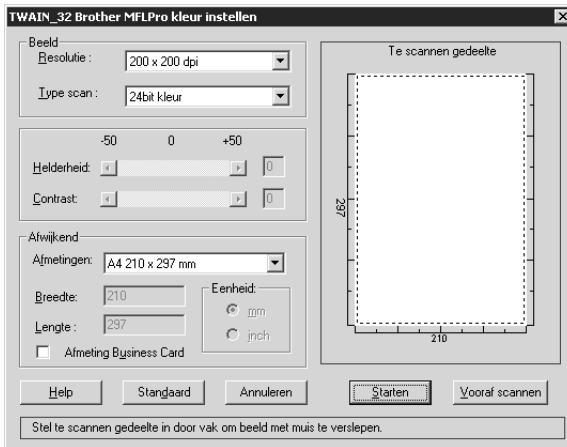 TWAIN_32 Brother MFLPro kleur instellen
Beeld
Resolutie :
200 x 200 dpi
Type scan :
24bit kleur
-50 0 +50
Helderheid: 0
Contrast: 0
Afwijkend
Afmetingen: A4 210 x 297 mm
Breedte: 210
Lengte : 297
Eenheid:
mm
inch
Afmeting Business Card
Te scannen gedeelte
297
210
Help Standaard Annuleren Starten Vooraf scannen
Stel te scannen gedeelte in door vak om beeld met muis te verslepen.